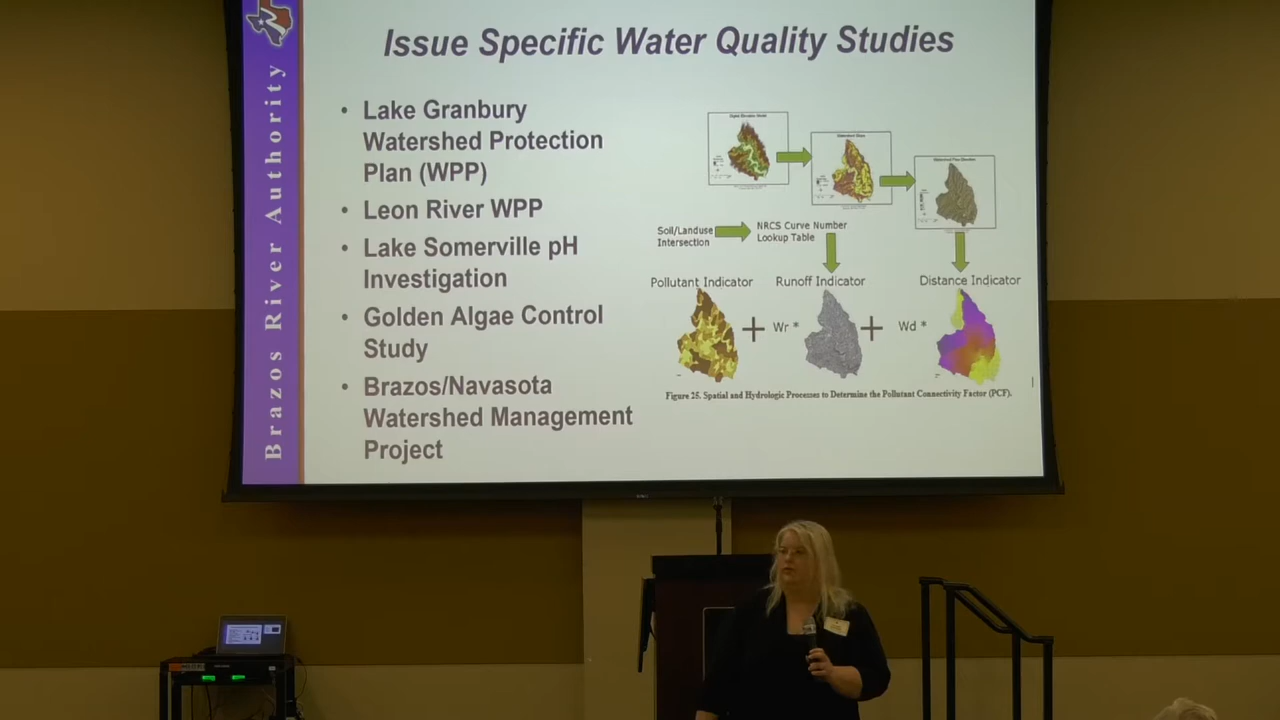 Issue Specific Water Quality Studies
Brazos River Authority
• Lake Granbury
Watershed Protection
Plan (WPP)
• Leon River WPP
• Lake Somerville pH
Investigation
• Golden Algae Control
Study
• Brazos/Navasota
Watershed Management
Project
Soil/Landuse
Intersection
NRCS Curve Number
Lookup Table
Pollutant Indicator
Runoff Indicator
Distance Indicator
+ Wr * + Wd *
Figure 25. Spatial and Hydrologic Processes to Determine the Pollutant Connectivity Factor (PCF).